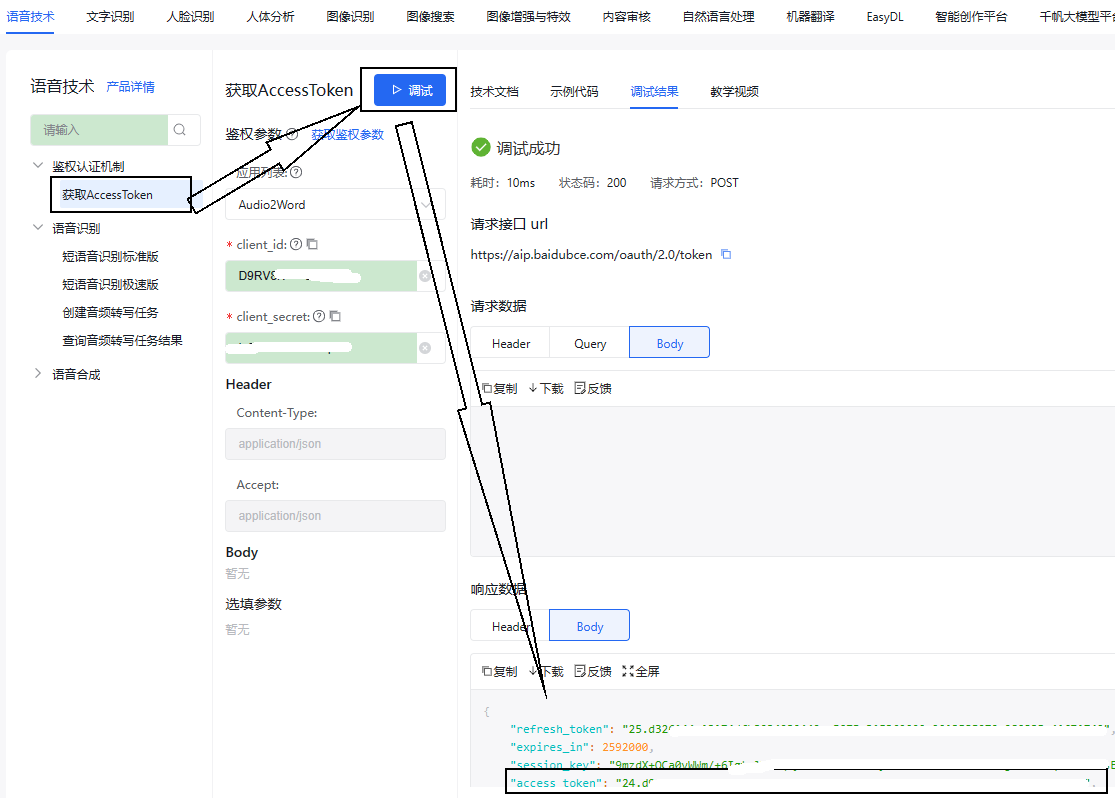 语音技术 文字识别 人脸识别 人体分析 图像识别 图像搜索 图像增强与特效 内容审核 自然语言处理 机器翻译 EasyDL 智能创作平台 千帆大模型平
语音技术 产品详情
请输入
鉴权认证机制
获取AccessToken
语音识别
短语音识别标准版
短语音识别极速版
创建音频转写任务
查询音频转写任务结果
语音合成
获取AccessToken
调试
鉴权参数 获取鉴权参数
应用列表:
Audio2Word
* client_id:
D9RV8
* client_secret:
Header
Content-Type:
application/json
Accept:
application/json
Body
暂无
选填参数
暂无
技术文档 示例代码 调试结果 教学视频
调试成功
耗时: 10ms 状态码: 200 请求方式: POST
请求接口 url
https://aip.baidubce.com/oauth/2.0/token
请求数据
Header Query Body
复制 下载 反馈
响应数据
Header Body
复制 下载 反馈 全屏
{
"refresh_token": "25.d32
"expires_in": 2592000,
"session_key": "9mzdX+QCa0vWWm/+6I
"access_token": "24.d